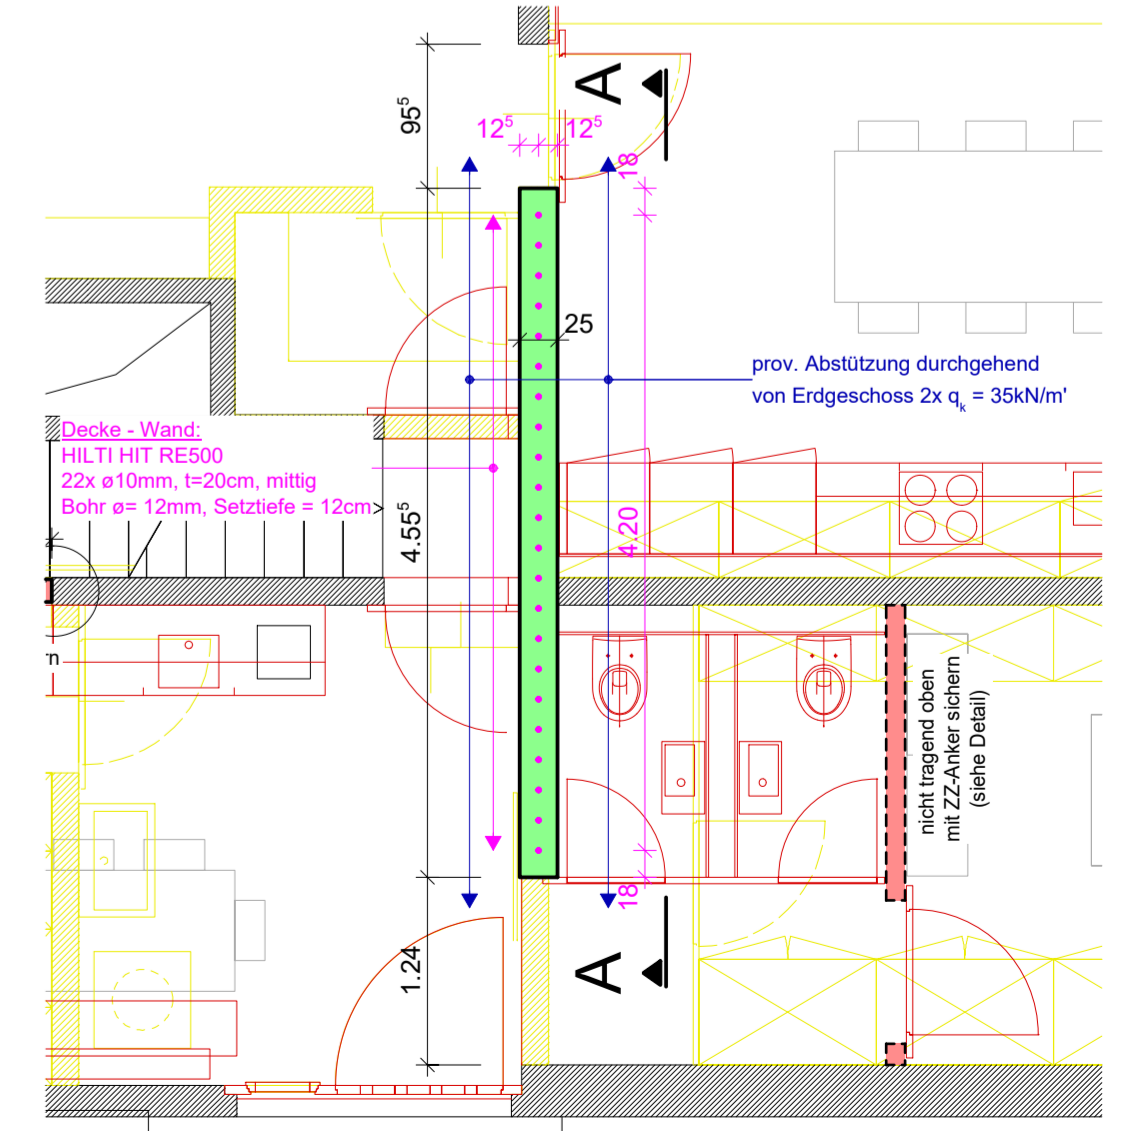 95⁵
A
12⁵
12⁵
18
25
prov. Abstützung durchgehend
von Erdgeschoss 2x qₖ = 35kN/m'
Decke - Wand:
HILTI HIT RE500
22x ø10mm, t=20cm, mittig
Bohr ø= 12mm, Setztiefe = 12cm
4.55⁵
4.20
nicht tragend oben
mit ZZ-Anker sichern
(siehe Detail)
18
1.24
A